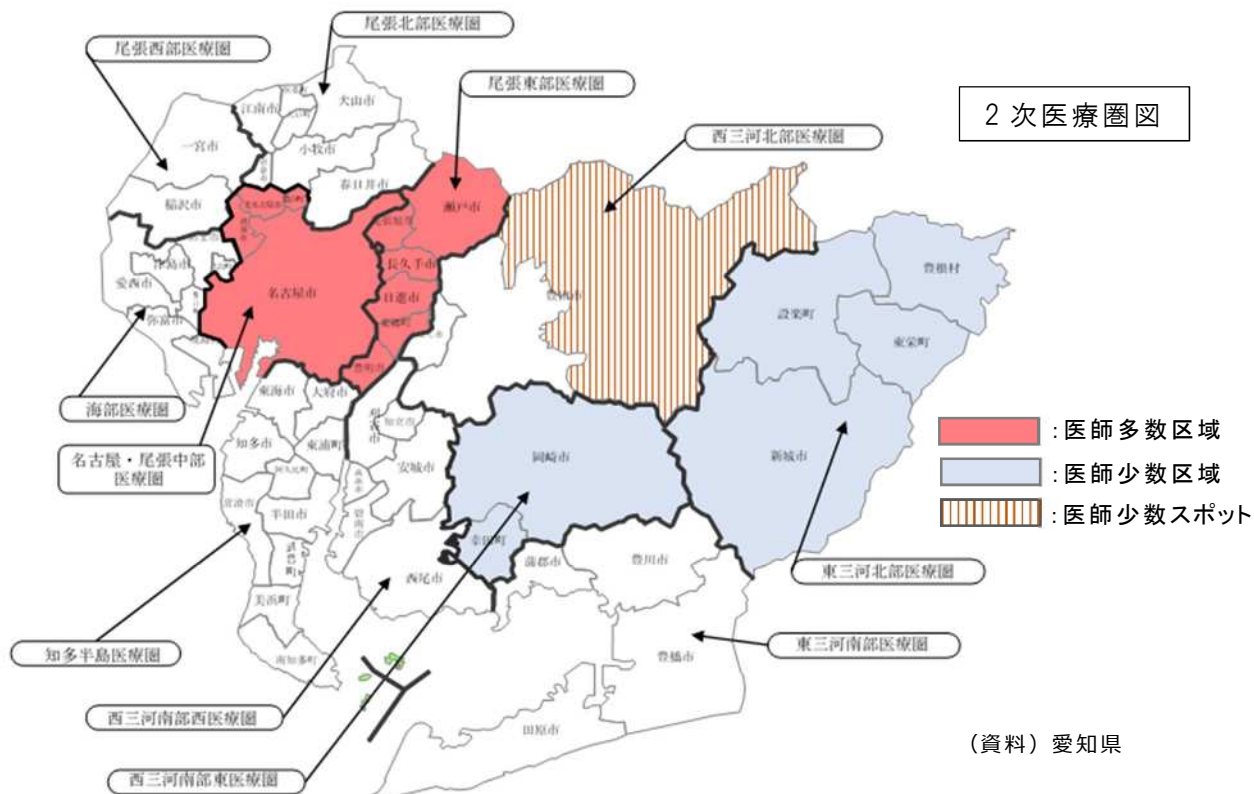 尾張北部医療圏
尾張西部医療圏
尾張東部医療圏
2次医療圏図
西三河北部医療圏
江南市
犬山市
一宮市
小牧市
春日井市
稲沢市
瀬戸市
長久手市
津島市
愛西市
名古屋市
日進市
弥富市
豊根村
設楽町
東栄町
東海市
大府市
海部医療圏
知多市
東浦町
知立市
名古屋・尾張中部
医療圏
安城市
岡崎市
新城市
:医師多数区域
:医師少数区域
:医師少数スポット
半田市
幸田町
蒲郡市
豊川市
西尾市
武豊町
美浜町
東三河北部医療圏
知多半島医療圏
南知多町
豊橋市
東三河南部医療圏
西三河南部西医療圏
田原市
西三河南部東医療圏
(資料)愛知県